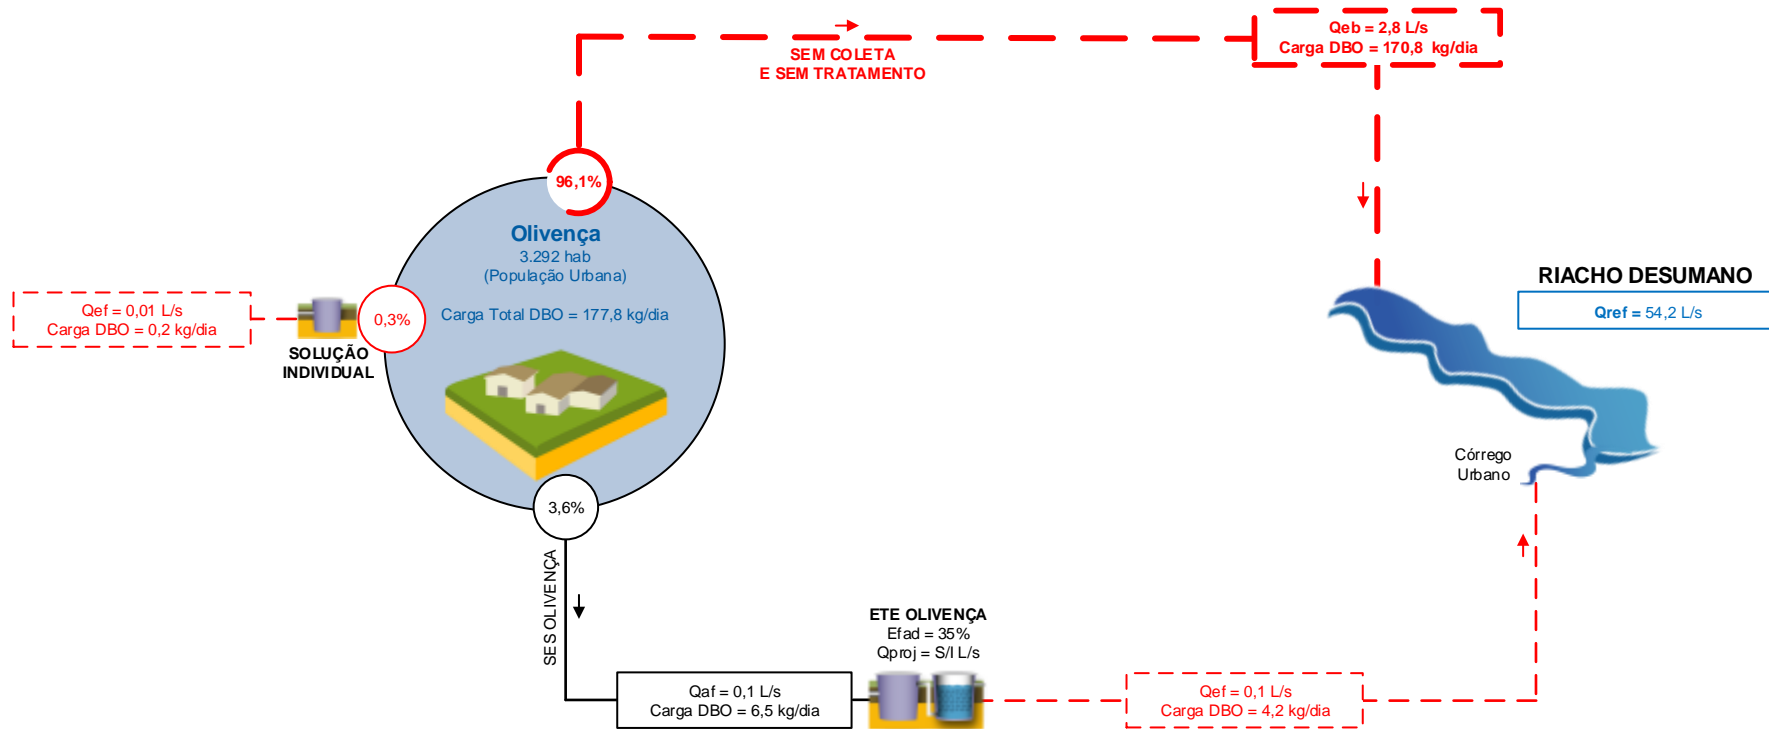 Qeb = 2,8 L/s
Carga DBO = 170,8 kg/dia
SEM COLETA
E SEM TRATAMENTO
96,1%
Olivença
3.292 hab
(População Urbana)
Carga Total DBO = 177,8 kg/dia
Qef = 0,01 L/s
Carga DBO = 0,2 kg/dia
0,3%
SOLUÇÃO
INDIVIDUAL
RIACHO DESUMANO
Qref = 54,2 L/s
Córrego
Urbano
3,6%
SES OLIVENÇA
ETE OLIVENÇA
Efad = 35%
Qproj = S/I L/s
Qaf = 0,1 L/s
Carga DBO = 6,5 kg/dia
Qef = 0,1 L/s
Carga DBO = 4,2 kg/dia